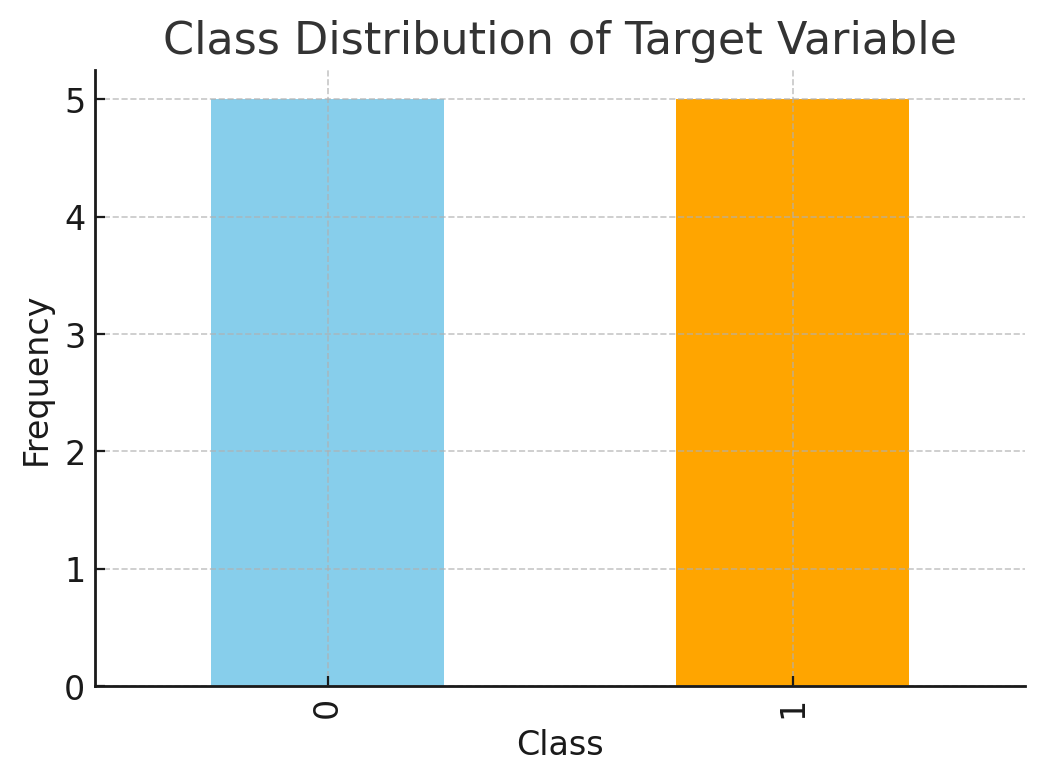 Class Distribution of Target Variable
Frequency
5
4
3
2
1
0
0
1
Class